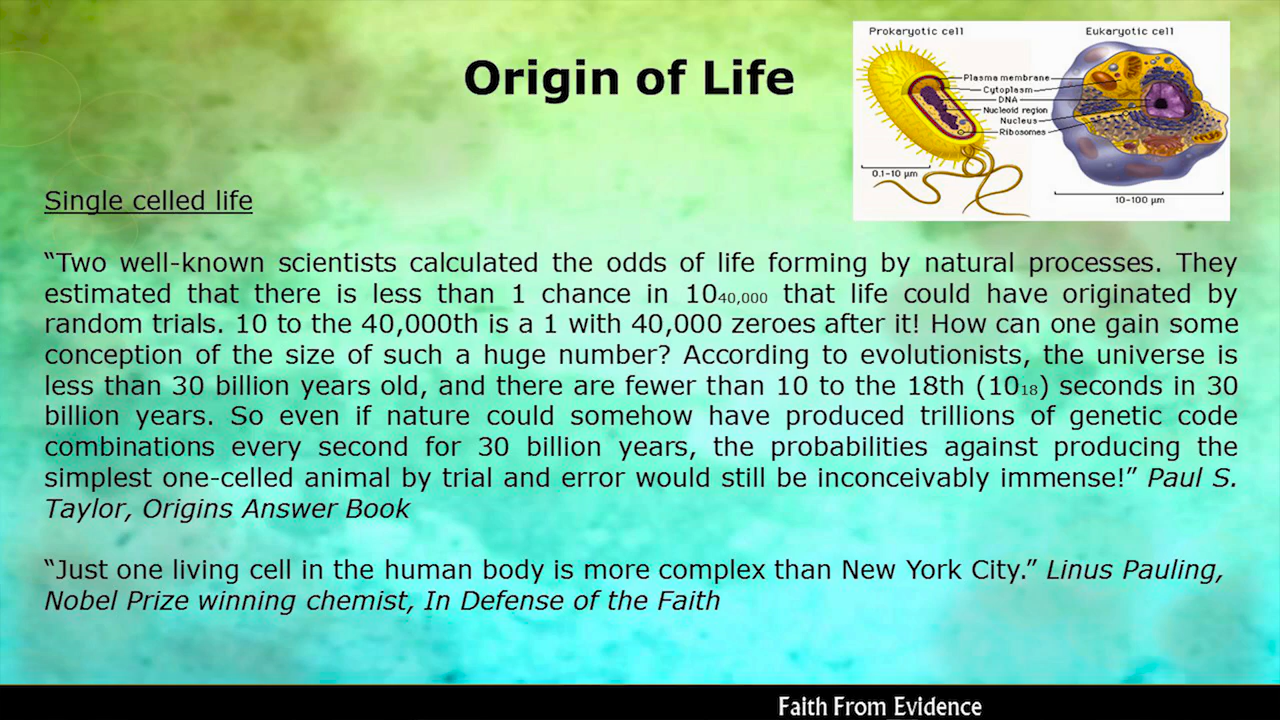 Origin of Life
Prokaryotic cell
Eukaryotic cell
Plasma membrane
Cytoplasm
DNA
Nucleoid region
Nucleus
Ribosomes
0.1–10 µm
10–100 µm
Single celled life
“Two well-known scientists calculated the odds of life forming by natural processes. They
estimated that there is less than 1 chance in 10₄₀,₀₀₀ that life could have originated by
random trials. 10 to the 40,000th is a 1 with 40,000 zeroes after it! How can one gain some
conception of the size of such a huge number? According to evolutionists, the universe is
less than 30 billion years old, and there are fewer than 10 to the 18th (10₁₈) seconds in 30
billion years. So even if nature could somehow have produced trillions of genetic code
combinations every second for 30 billion years, the probabilities against producing the
simplest one-celled animal by trial and error would still be inconceivably immense!” Paul S.
Taylor, Origins Answer Book
“Just one living cell in the human body is more complex than New York City.” Linus Pauling,
Nobel Prize winning chemist, In Defense of the Faith
Faith From Evidence